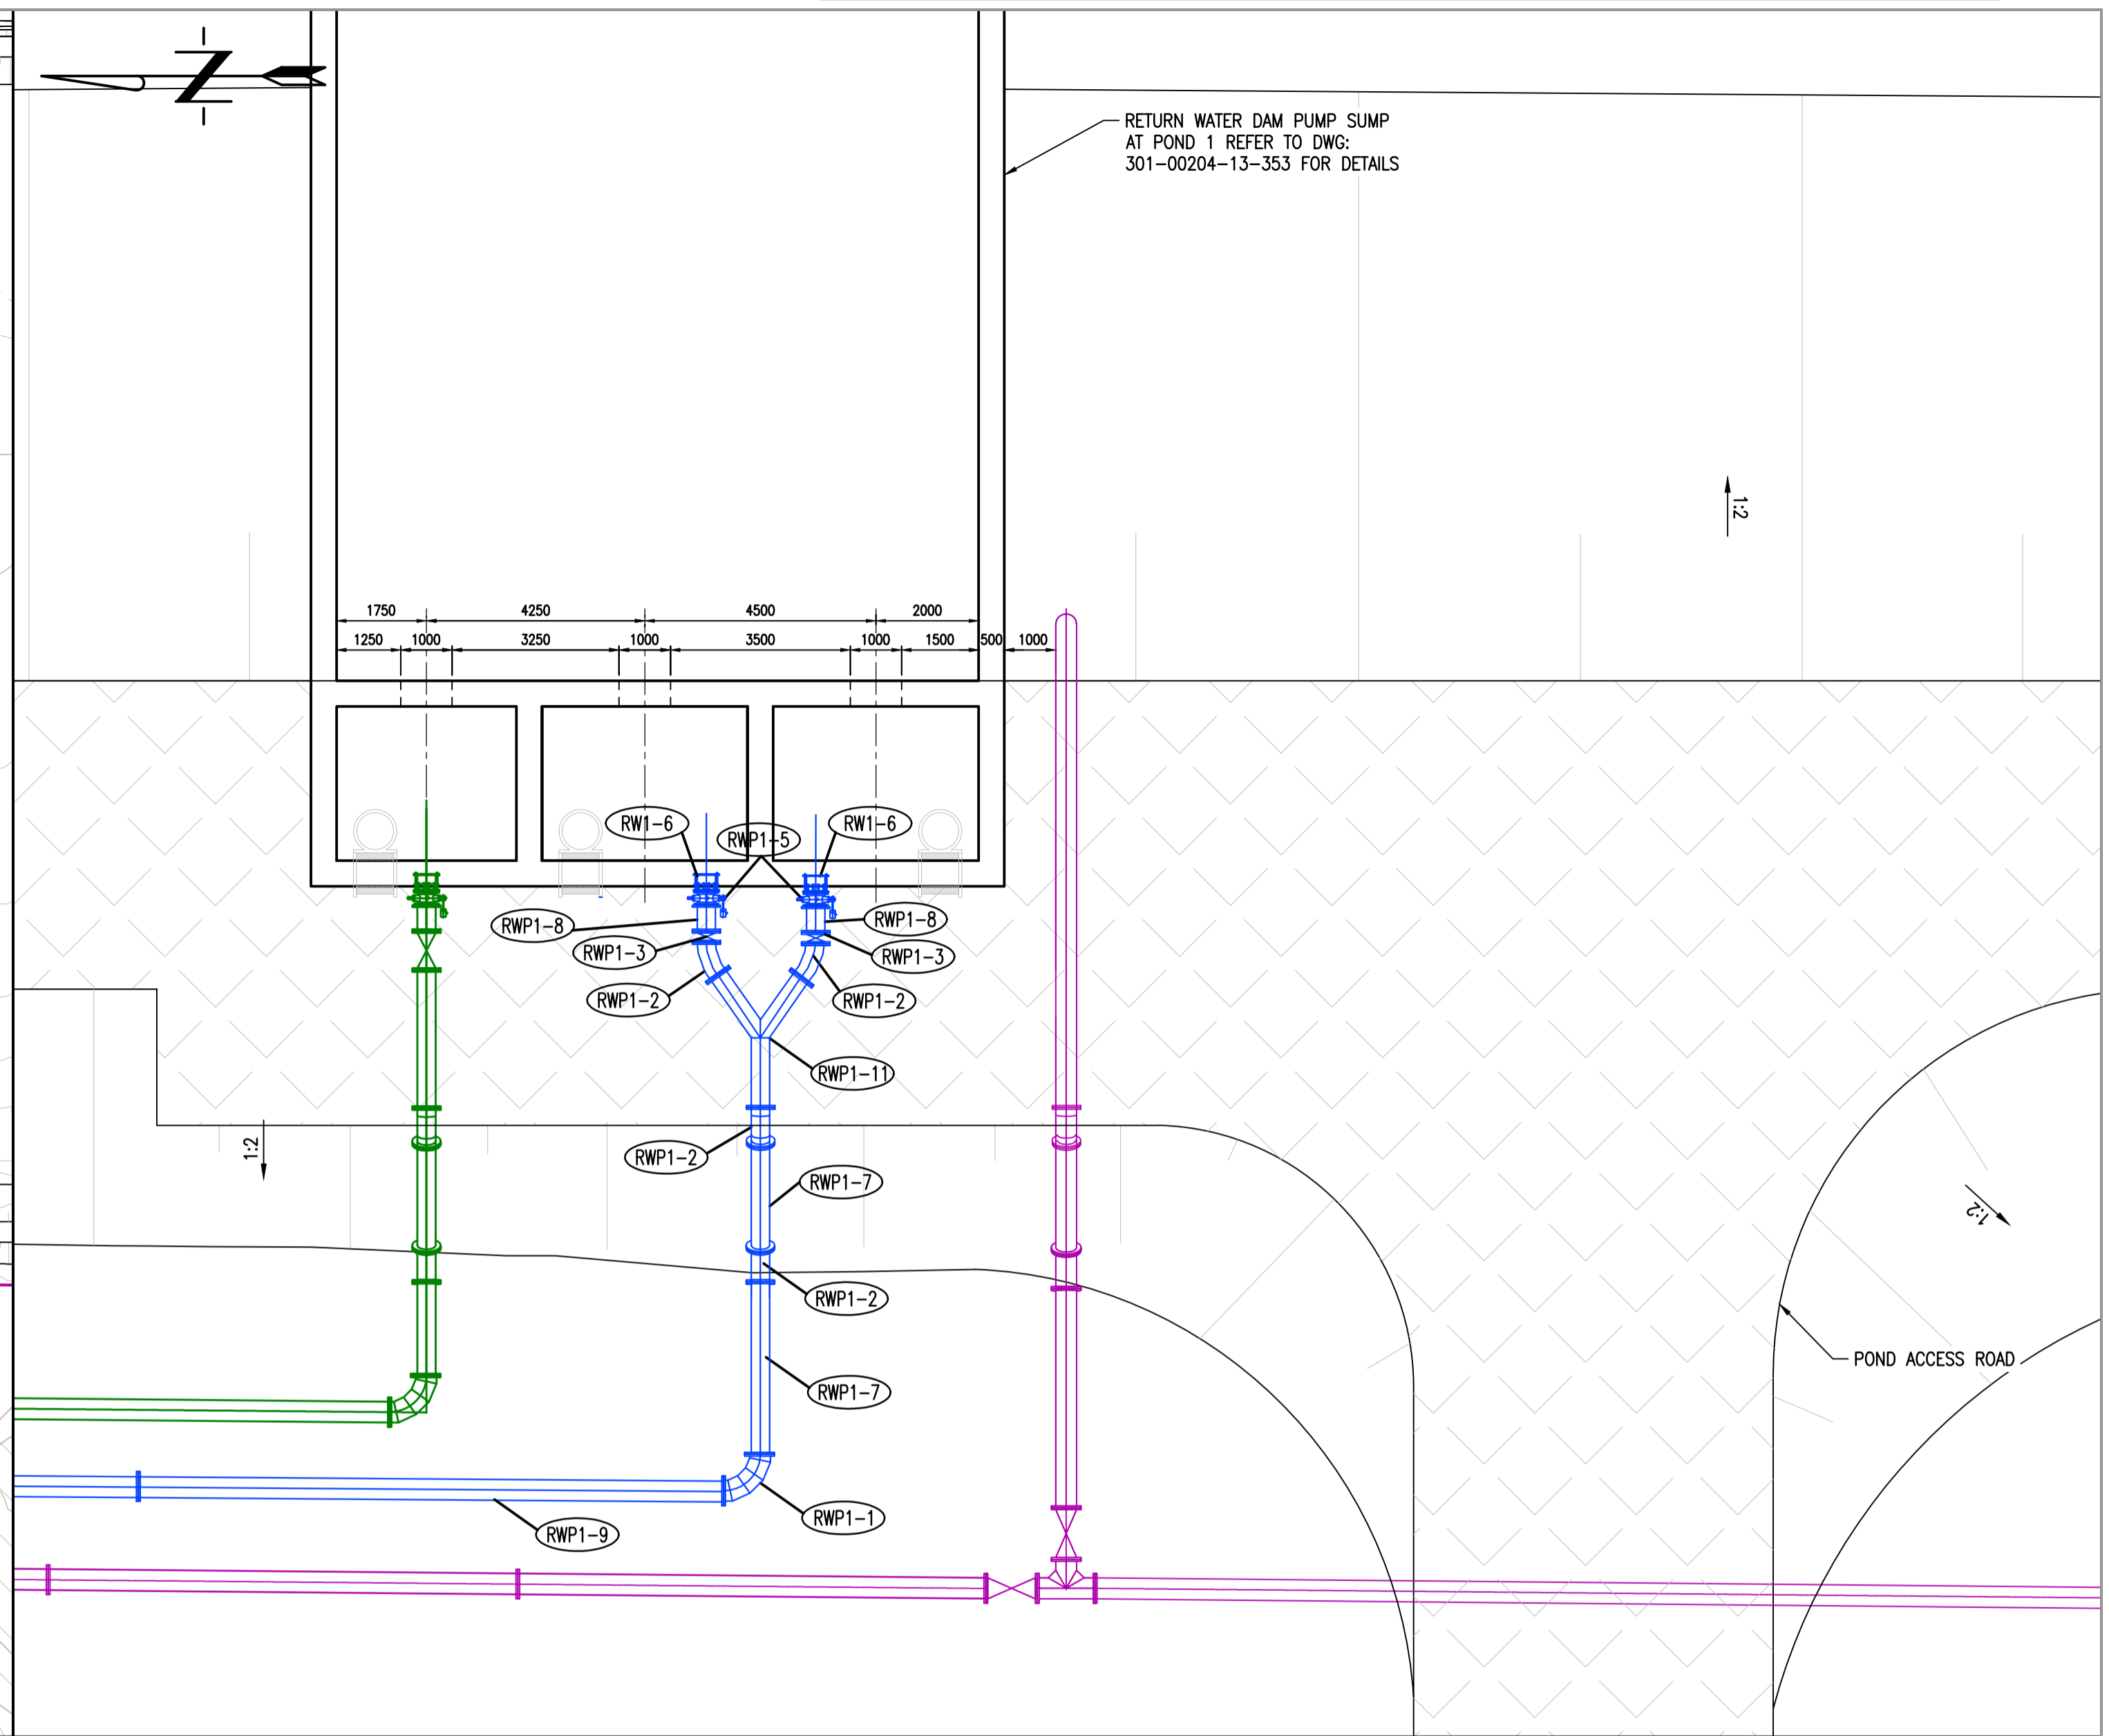 N
RETURN WATER DAM PUMP SUMP
AT POND 1 REFER TO DWG:
301-00204-13-353 FOR DETAILS
1:2
1750 4250 4500 2000
1250 1000 3250 1000 3500 1000 1500 500 1000
RW1-6
RWP1-5
RW1-6
RWP1-8
RWP1-8
RWP1-3
RWP1-3
RWP1-2
RWP1-2
RWP1-11
1:2
RWP1-2
RWP1-7
1:2
RWP1-2
POND ACCESS ROAD
RWP1-7
RWP1-1
RWP1-9